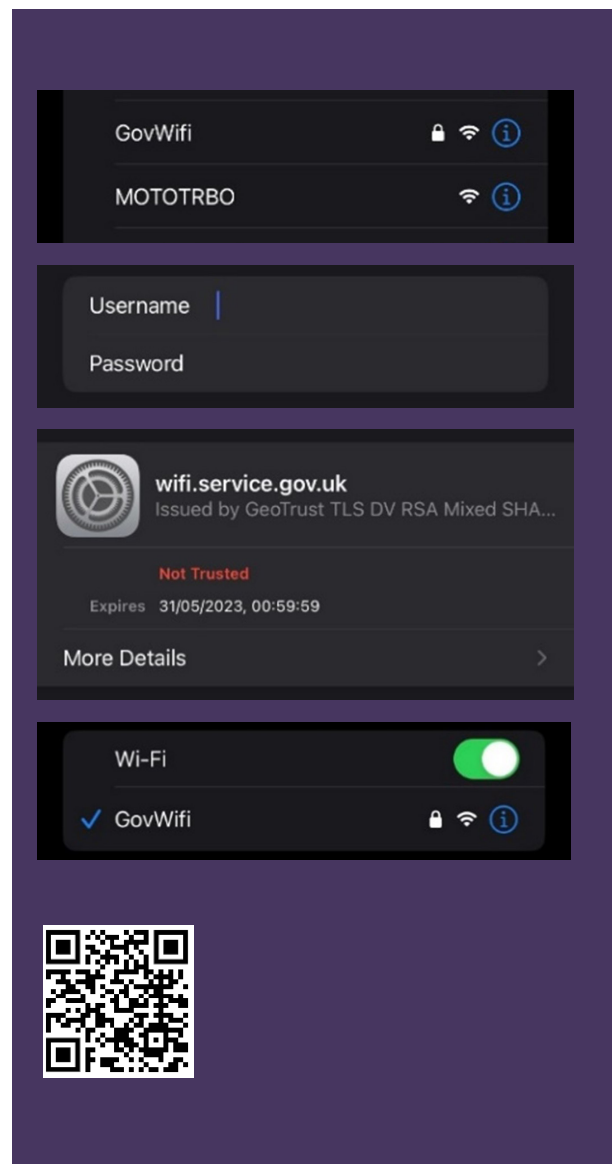 GovWifi
MOTOTRBO
Username
Password
wifi.service.gov.uk
Issued by GeoTrust TLS DV RSA Mixed SHA...
Not Trusted
Expires 31/05/2023, 00:59:59
More Details
Wi-Fi
GovWifi